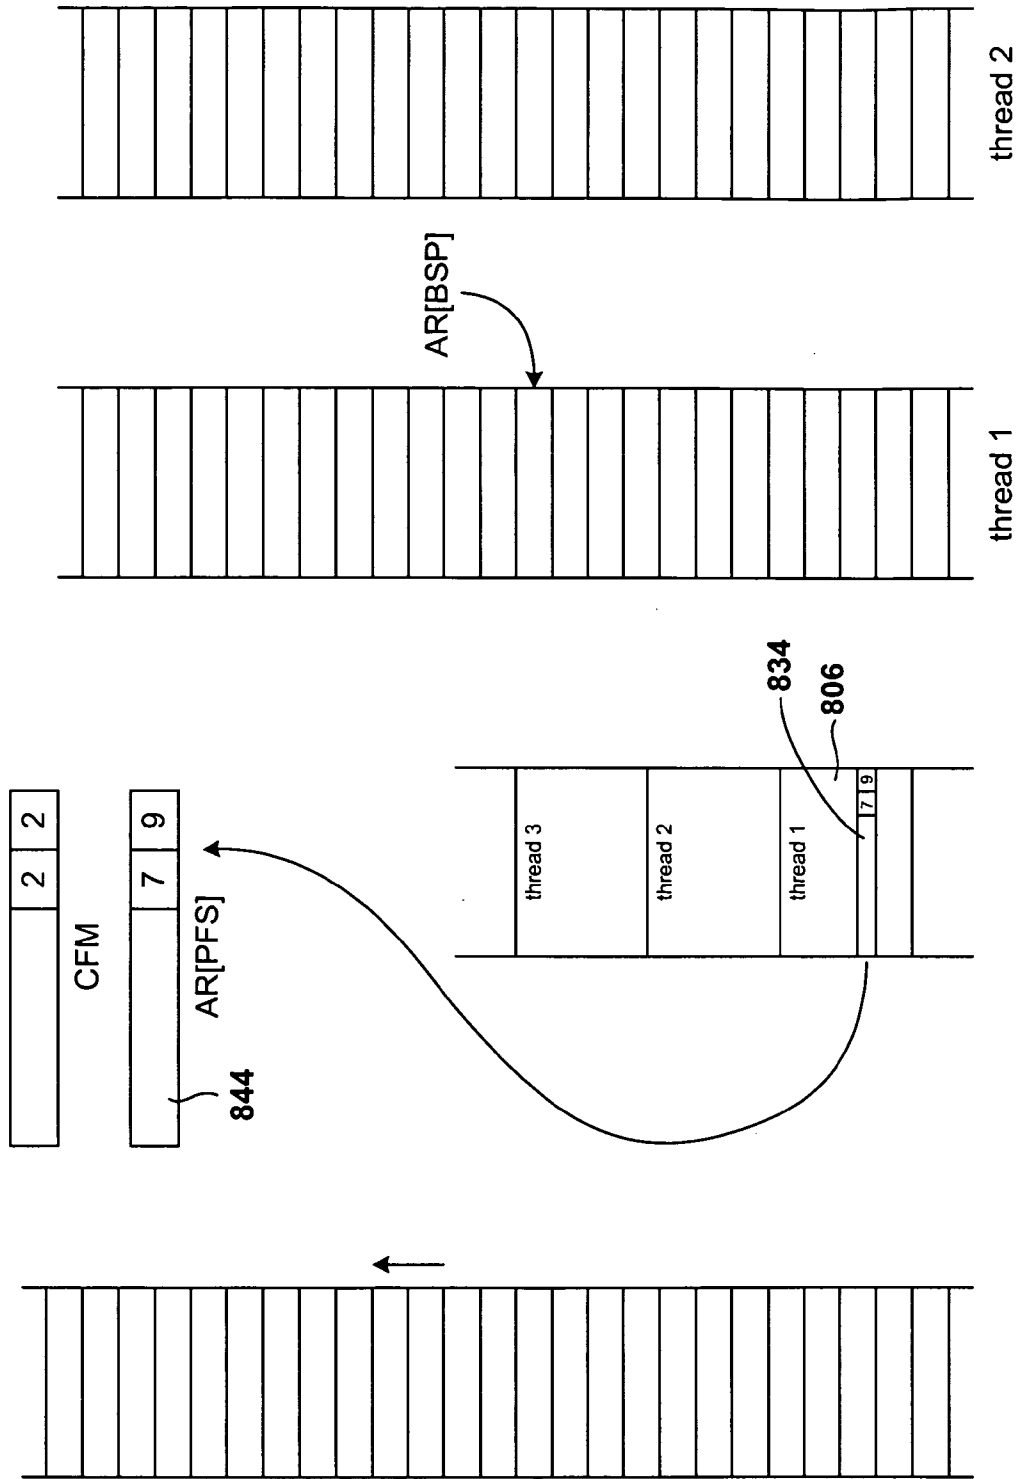 2 2
CFM
7 9
AR[PFS]
844
AR[BSP]
thread 3
thread 2
thread 1
7 9
834
806
thread 1
thread 2